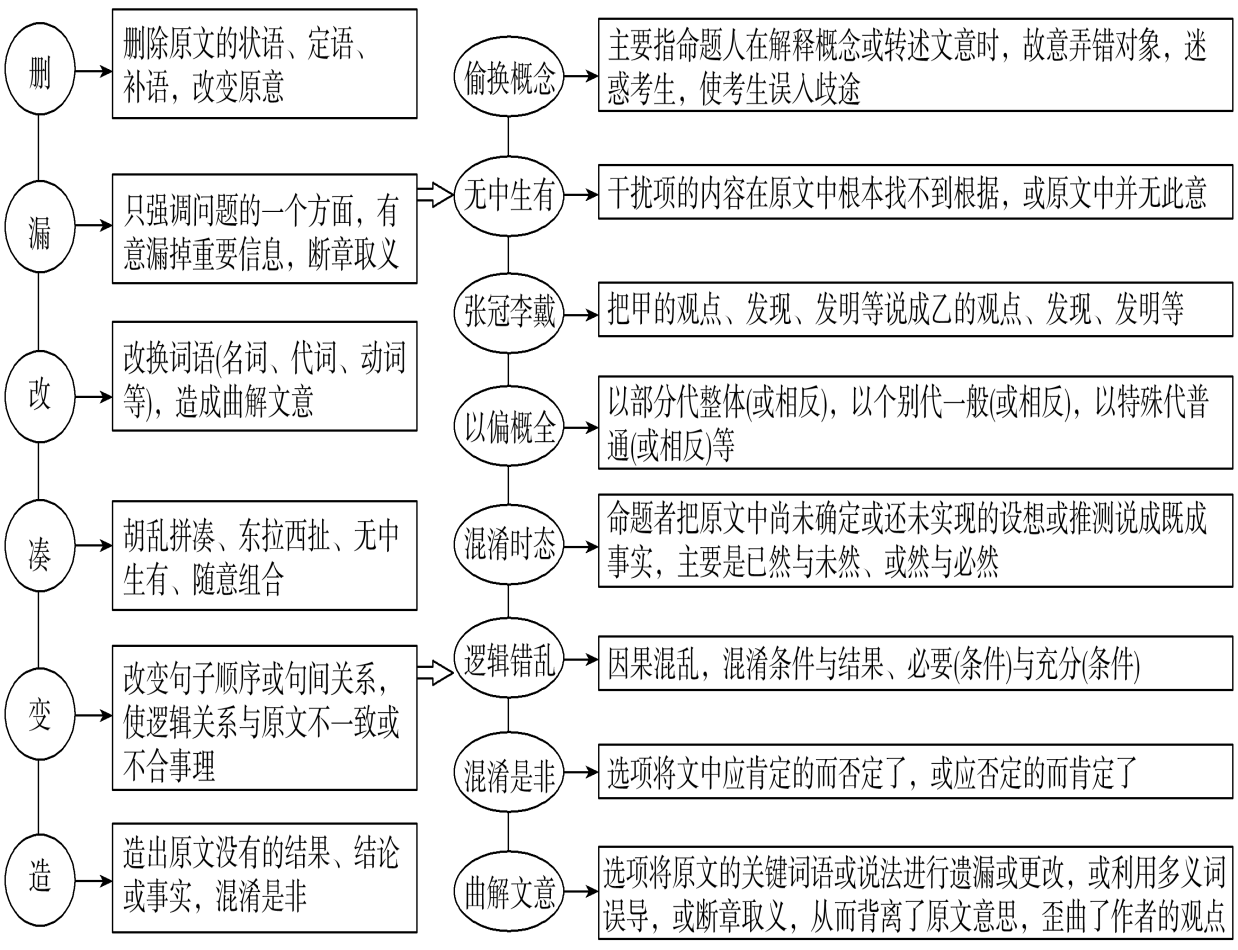 删
删除原文的状语、定语、
补语，改变原意
漏
只强调问题的一个方面，有
意漏掉重要信息，断章取义
改
改换词语(名词、代词、动词
等)，造成曲解文意
凑
胡乱拼凑、东拉西扯、无中
生有、随意组合
变
改变句子顺序或句间关系，
使逻辑关系与原文不一致或
不合事理
造
造出原文没有的结果、结论
或事实，混淆是非
偷换概念
主要指命题人在解释概念或转述文意时，故意弄错对象，迷
惑考生，使考生误入歧途
无中生有
干扰项的内容在原文中根本找不到根据，或原文中并无此意
张冠李戴
把甲的观点、发现、发明等说成乙的观点、发现、发明等
以偏概全
以部分代整体(或相反)，以个别代一般(或相反)，以特殊代普
通(或相反)等
混淆时态
命题者把原文中尚未确定或还未实现的设想或推测说成既成
事实，主要是已然与未然、或然与必然
逻辑错乱
因果混乱，混淆条件与结果、必要(条件)与充分(条件)
混淆是非
选项将文中应肯定的而否定了，或应否定的而肯定了
曲解文意
选项将原文的关键词语或说法进行遗漏或更改，或利用多义词
误导，或断章取义，从而背离了原文意思，歪曲了作者的观点